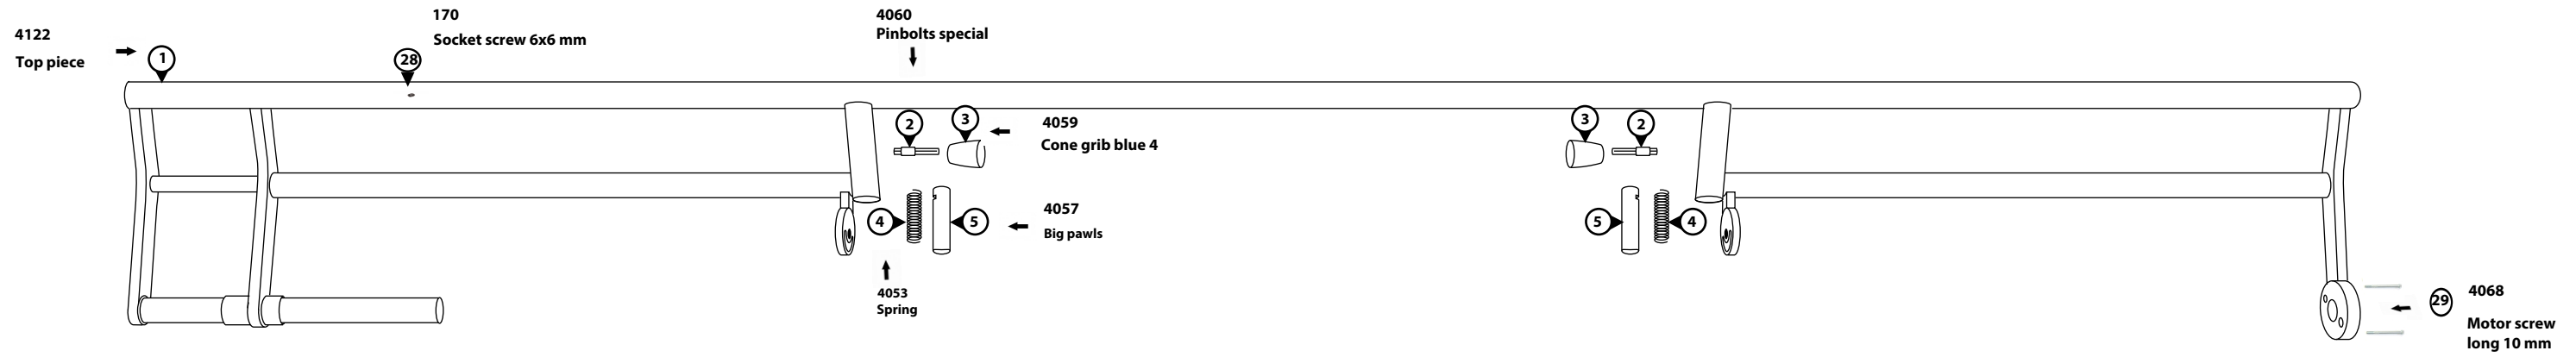 4122
Top piece
1
170
Socket screw 6x6 mm
28
4060
Pinbolts special
2
3
4059
Cone grib blue 4
3
2
4
5
4057
Big pawls
5
4
4053
Spring
29
4068
Motor screw
long 10 mm